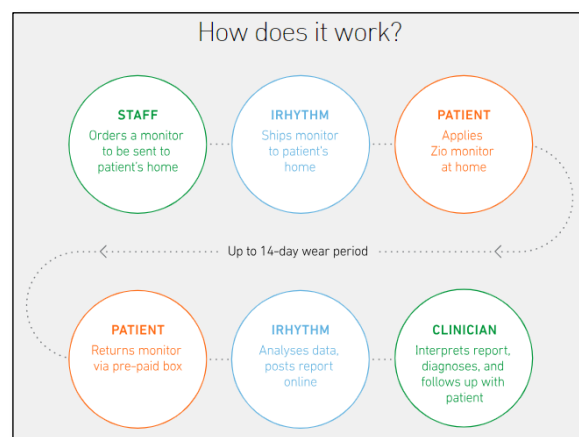 How does it work?
STAFF
Orders a monitor
to be sent to
patient's home
IRHYTHM
Ships monitor
to patient's
home
PATIENT
Applies
Zio monitor
at home
Up to 14-day wear period
PATIENT
Returns monitor
via pre-paid box
IRHYTHM
Analyses data,
posts report
online
CLINICIAN
Interprets report,
diagnoses, and
follows up with
patient